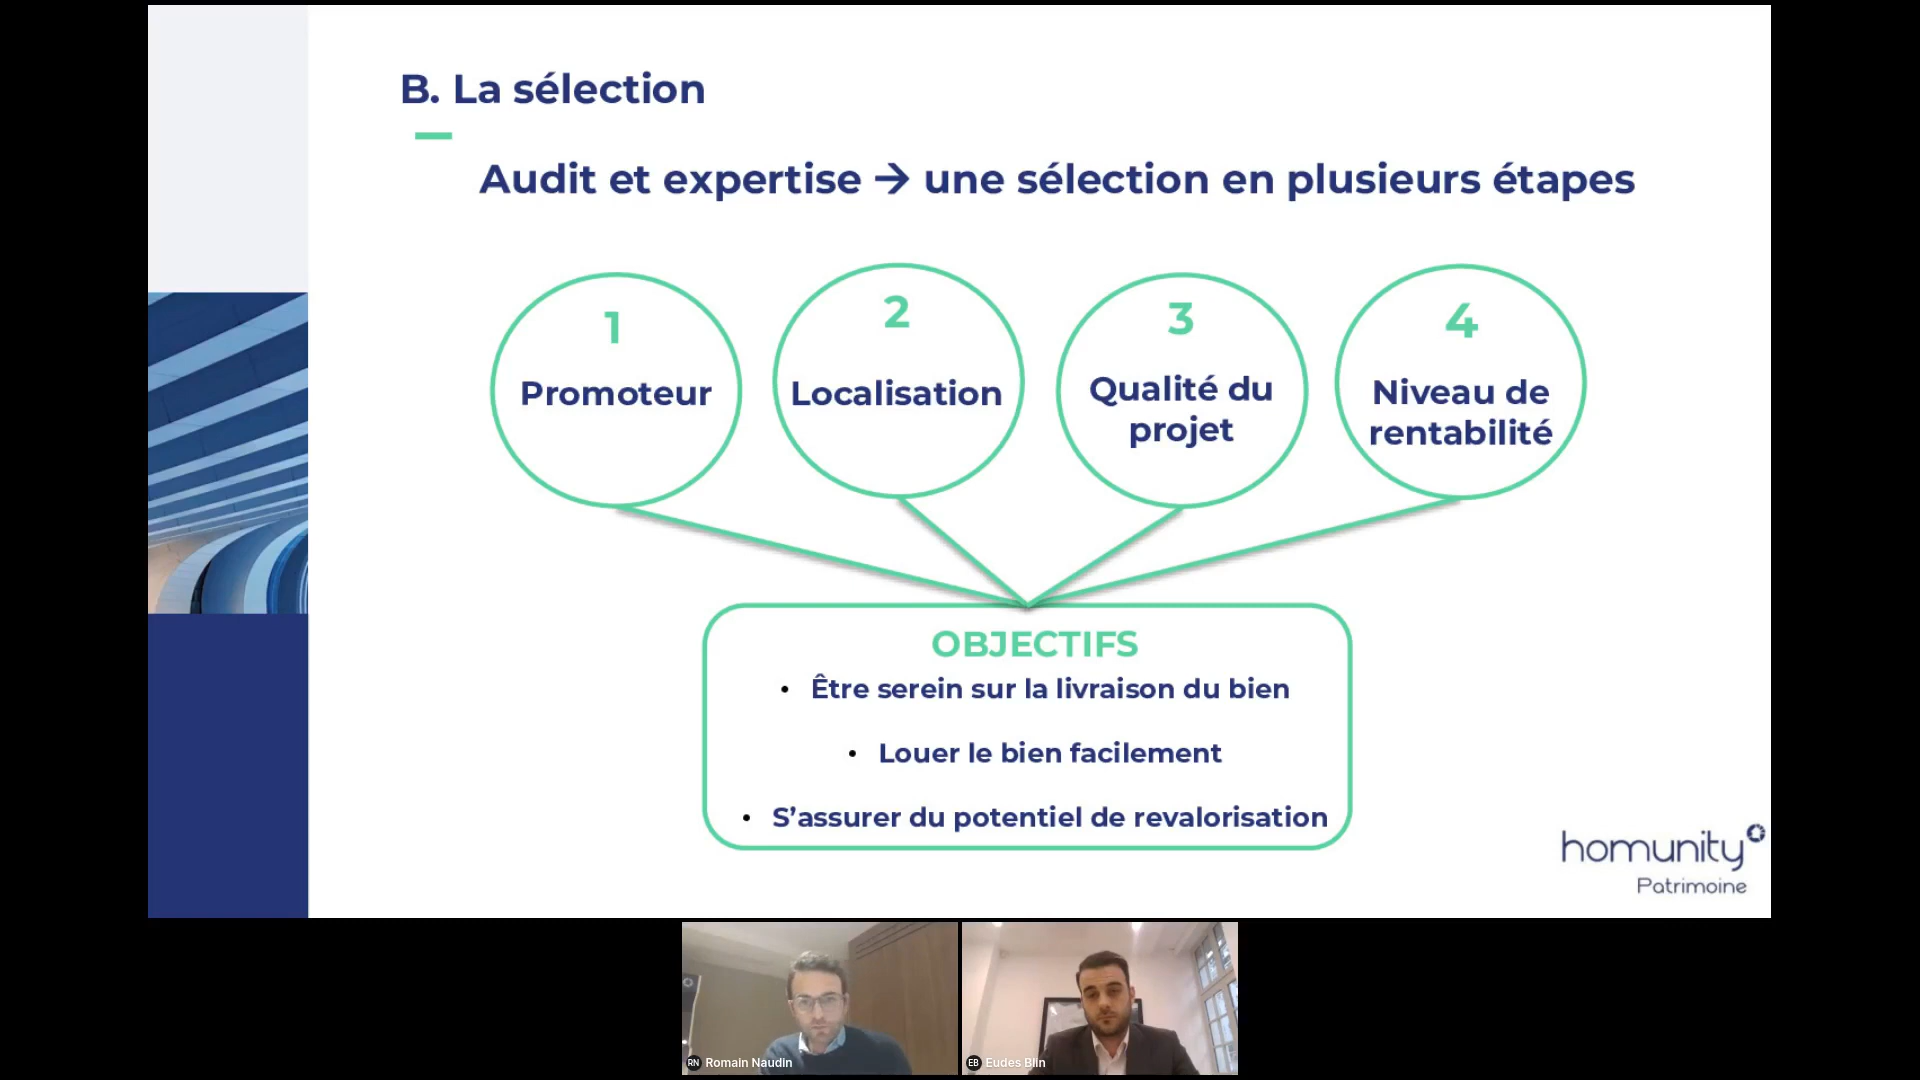 B. La sélection
Audit et expertise → une sélection en plusieurs étapes
1
Promoteur
2
Localisation
3
Qualité du
projet
4
Niveau de
rentabilité
OBJECTIFS
• Être serein sur la livraison du bien
• Louer le bien facilement
• S’assurer du potentiel de revalorisation
homunity
Patrimoine
RN Romain Naudin
EB Eudes Blin